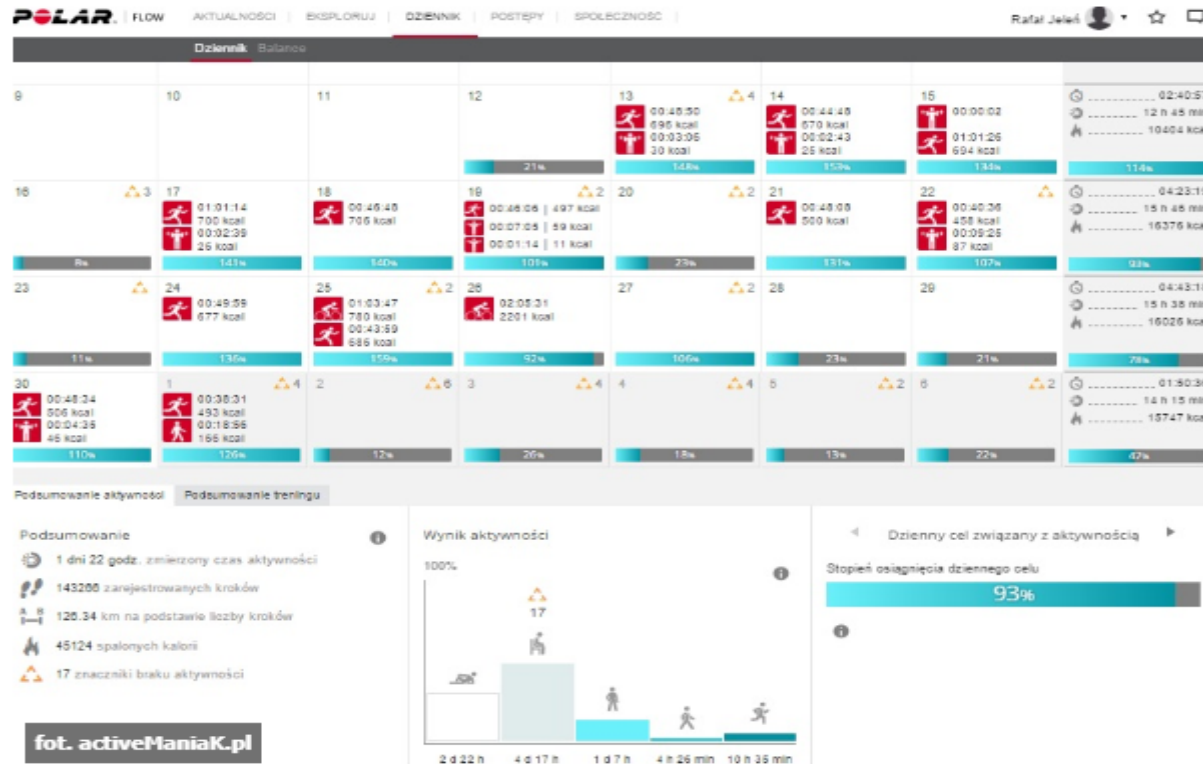 POLAR. FLOW AKTUALNOŚCI EKSPLORUJ DZIENNIK POSTĘPY SPOŁECZNOŚĆ Rafał Jeleń
Dziennik Balance
9 10 11 12 13 4 14 15
00:48:50
696 kcal
00:03:05
30 kcal
00:44:48
670 kcal
00:02:43
25 kcal
00:00:02
01:01:26
694 kcal
02:40:57
12 h 45 min
10404 kcal
21% 148% 153% 134% 114%
16 3 17 18 19 2 20 2 21 22
01:01:14
700 kcal
00:02:39
25 kcal
00:46:48
705 kcal
00:46:06 | 497 kcal
00:07:05 | 59 kcal
00:01:14 | 11 kcal
00:48:08
500 kcal
00:40:36
458 kcal
00:09:25
87 kcal
04:23:1
15 h 46 min
16376 kcal
8% 141% 140% 101% 23% 131% 107% 93%
23 24 25 2 26 27 2 28 29
00:49:59
677 kcal
01:03:47
780 kcal
00:43:59
686 kcal
02:05:31
2201 kcal
04:43:1
15 h 38 min
16026 kcal
11% 136% 159% 92% 106% 23% 21% 78%
30 1 4 2 6 3 4 4 4 5 2 6 2
00:48:34
506 kcal
00:04:35
46 kcal
00:38:31
493 kcal
00:18:56
166 kcal
01:50:3
14 h 15 min
15747 kcal
110% 126% 12% 26% 18% 13% 22% 47%
Podsumowanie aktywności Podsumowanie treningu
Podsumowanie
1 dni 22 godz. zmierzony czas aktywności
143266 zarejestrowanych kroków
126.34 km na podstawie liczby kroków
45124 spalonych kalorii
17 znaczniki braku aktywności
Wynik aktywności
100%
17
2 d 22 h 4 d 17 h 1 d 7 h 4 h 26 min 10 h 35 min
Dzienny cel związany z aktywnością
Stopień osiągnięcia dziennego celu
93%
fot. activeManiaK.pl